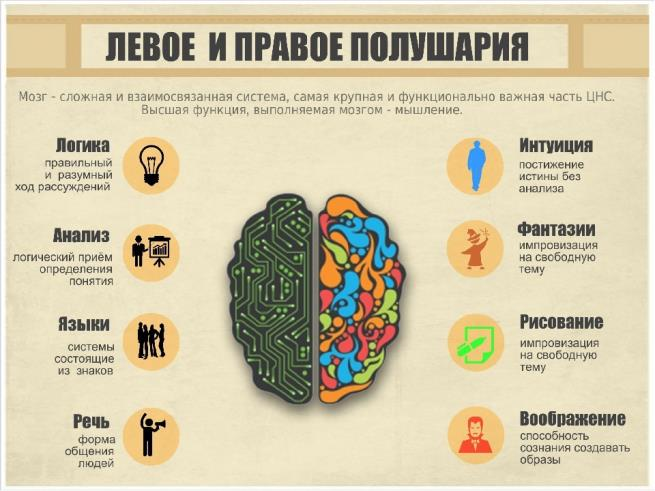 ЛЕВОЕ И ПРАВОЕ ПОЛУШАРИЯ
Мозг - сложная и взаимосвязанная система, самая крупная и функционально важная часть ЦНС.
Высшая функция, выполняемая мозгом - мышление.
Логика
правильный
и разумный
ход рассуждений
Анализ
логический приём
определения
понятия
Языки
системы
состоящие
из знаков
Речь
форма
общения
людей
Интуиция
постижение
истины без
анализа
Фантазии
импровизация
на свободную
тему
Рисование
импровизация
на свободную
тему
Воображение
способность
сознания создавать
образы